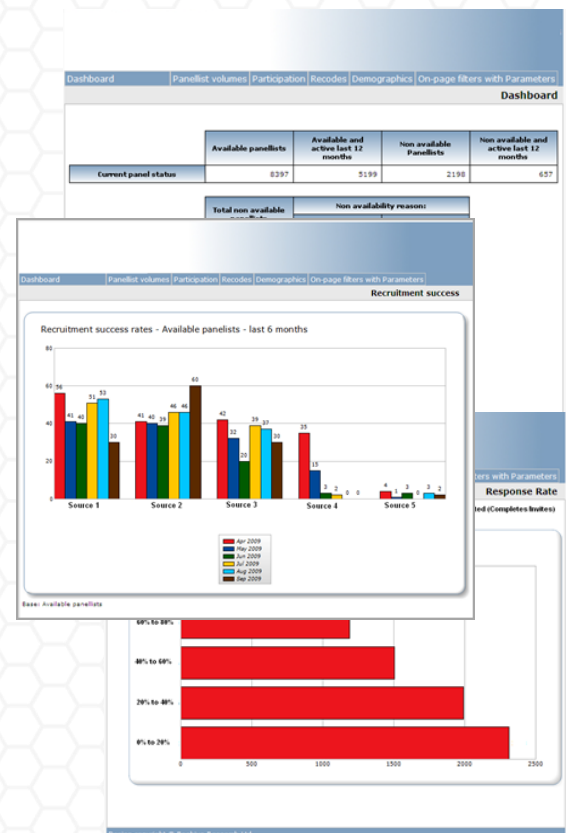 Dashboard Panellist volumes Participation Recodes Demographics On-page filters with Parameters
Dashboard
Available panellists
Available and
active last 12
months
Non available
Panellists
Non available and
active last 12
months
Current panel status 8397 5199 2198 657
Total non available
Non availability reason:
Dashboard Panellist volumes Participation Recodes Demographics On-page filters with Parameters
Recruitment success
Recruitment success rates - Available panelists - last 6 months
80
60
40
20
0
56 41 40 51 53 30
41 40 39 46 46 60
42 32 20 39 37 30
35 15 3 2 0 0
4 1 3 0 3 2
Source 1 Source 2 Source 3 Source 4 Source 5
Apr 2009
May 2009
Jun 2009
Jul 2009
Aug 2009
Sep 2009
Base: Available panellists
ters with Parameters
Response Rate
ted (Completes/Invites)
60% to 80%
40% to 60%
20% to 40%
0% to 20%
0 500 1000 1500 2000 2500